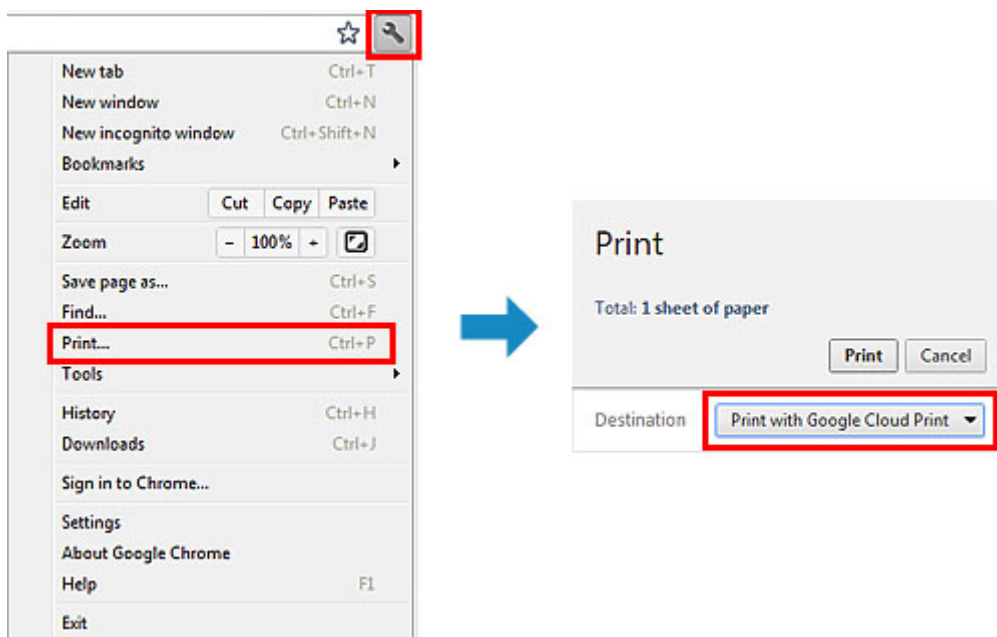 New tab Ctrl+T
New window Ctrl+N
New incognito window Ctrl+Shift+N
Bookmarks
Edit Cut Copy Paste
Zoom - 100% +
Save page as... Ctrl+S
Find... Ctrl+F
Print... Ctrl+P
Tools
History Ctrl+H
Downloads Ctrl+J
Sign in to Chrome...
Settings
About Google Chrome
Help F1
Exit
Print
Total: 1 sheet of paper
Print Cancel
Destination Print with Google Cloud Print